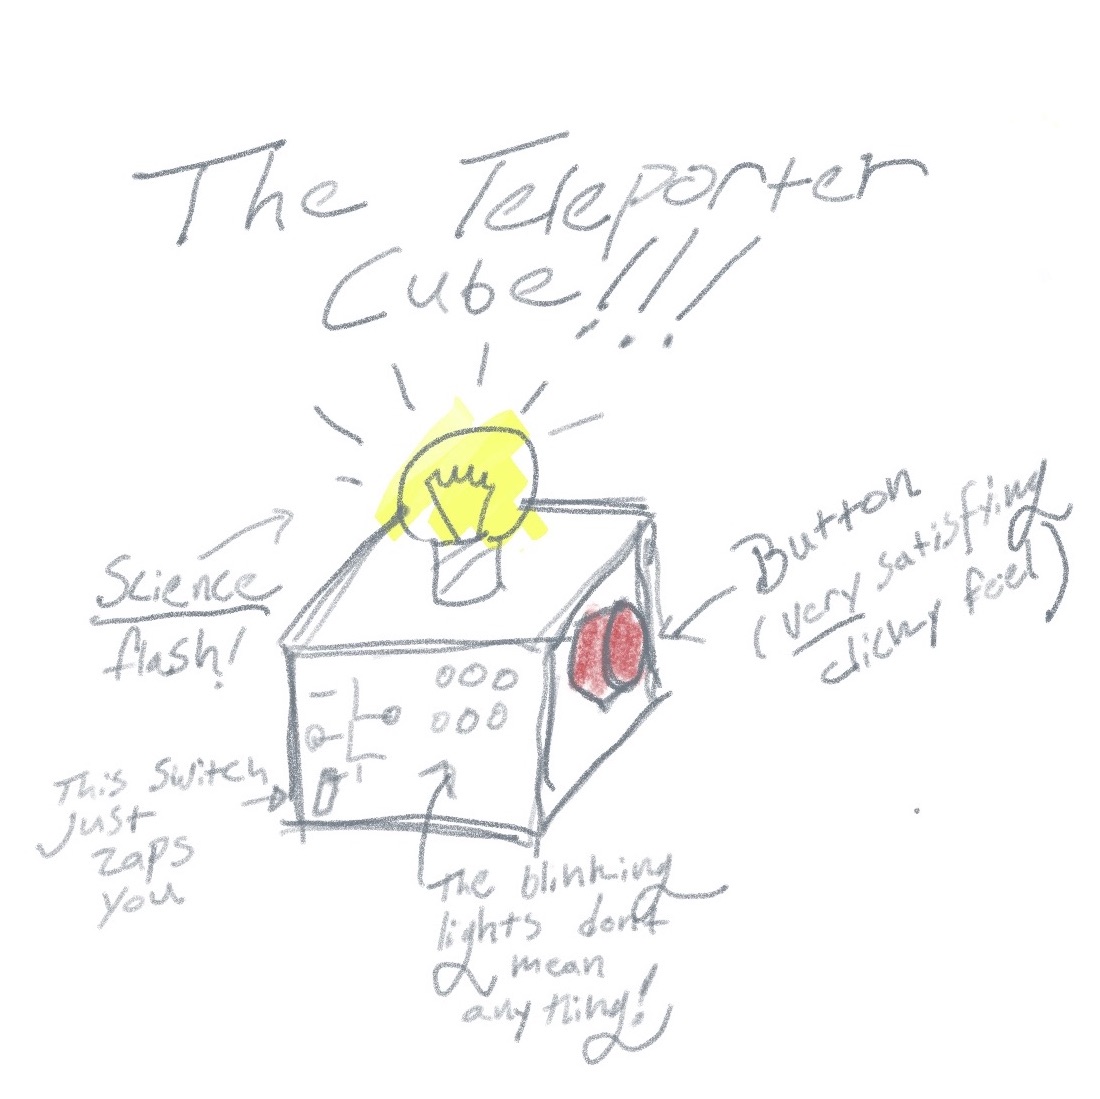 The Teleporter
Cube!!!
Science
flash!
Button
(very satisfying
clicky feel)
This switch
just
zaps
you
The blinking
lights don't
mean
anything!